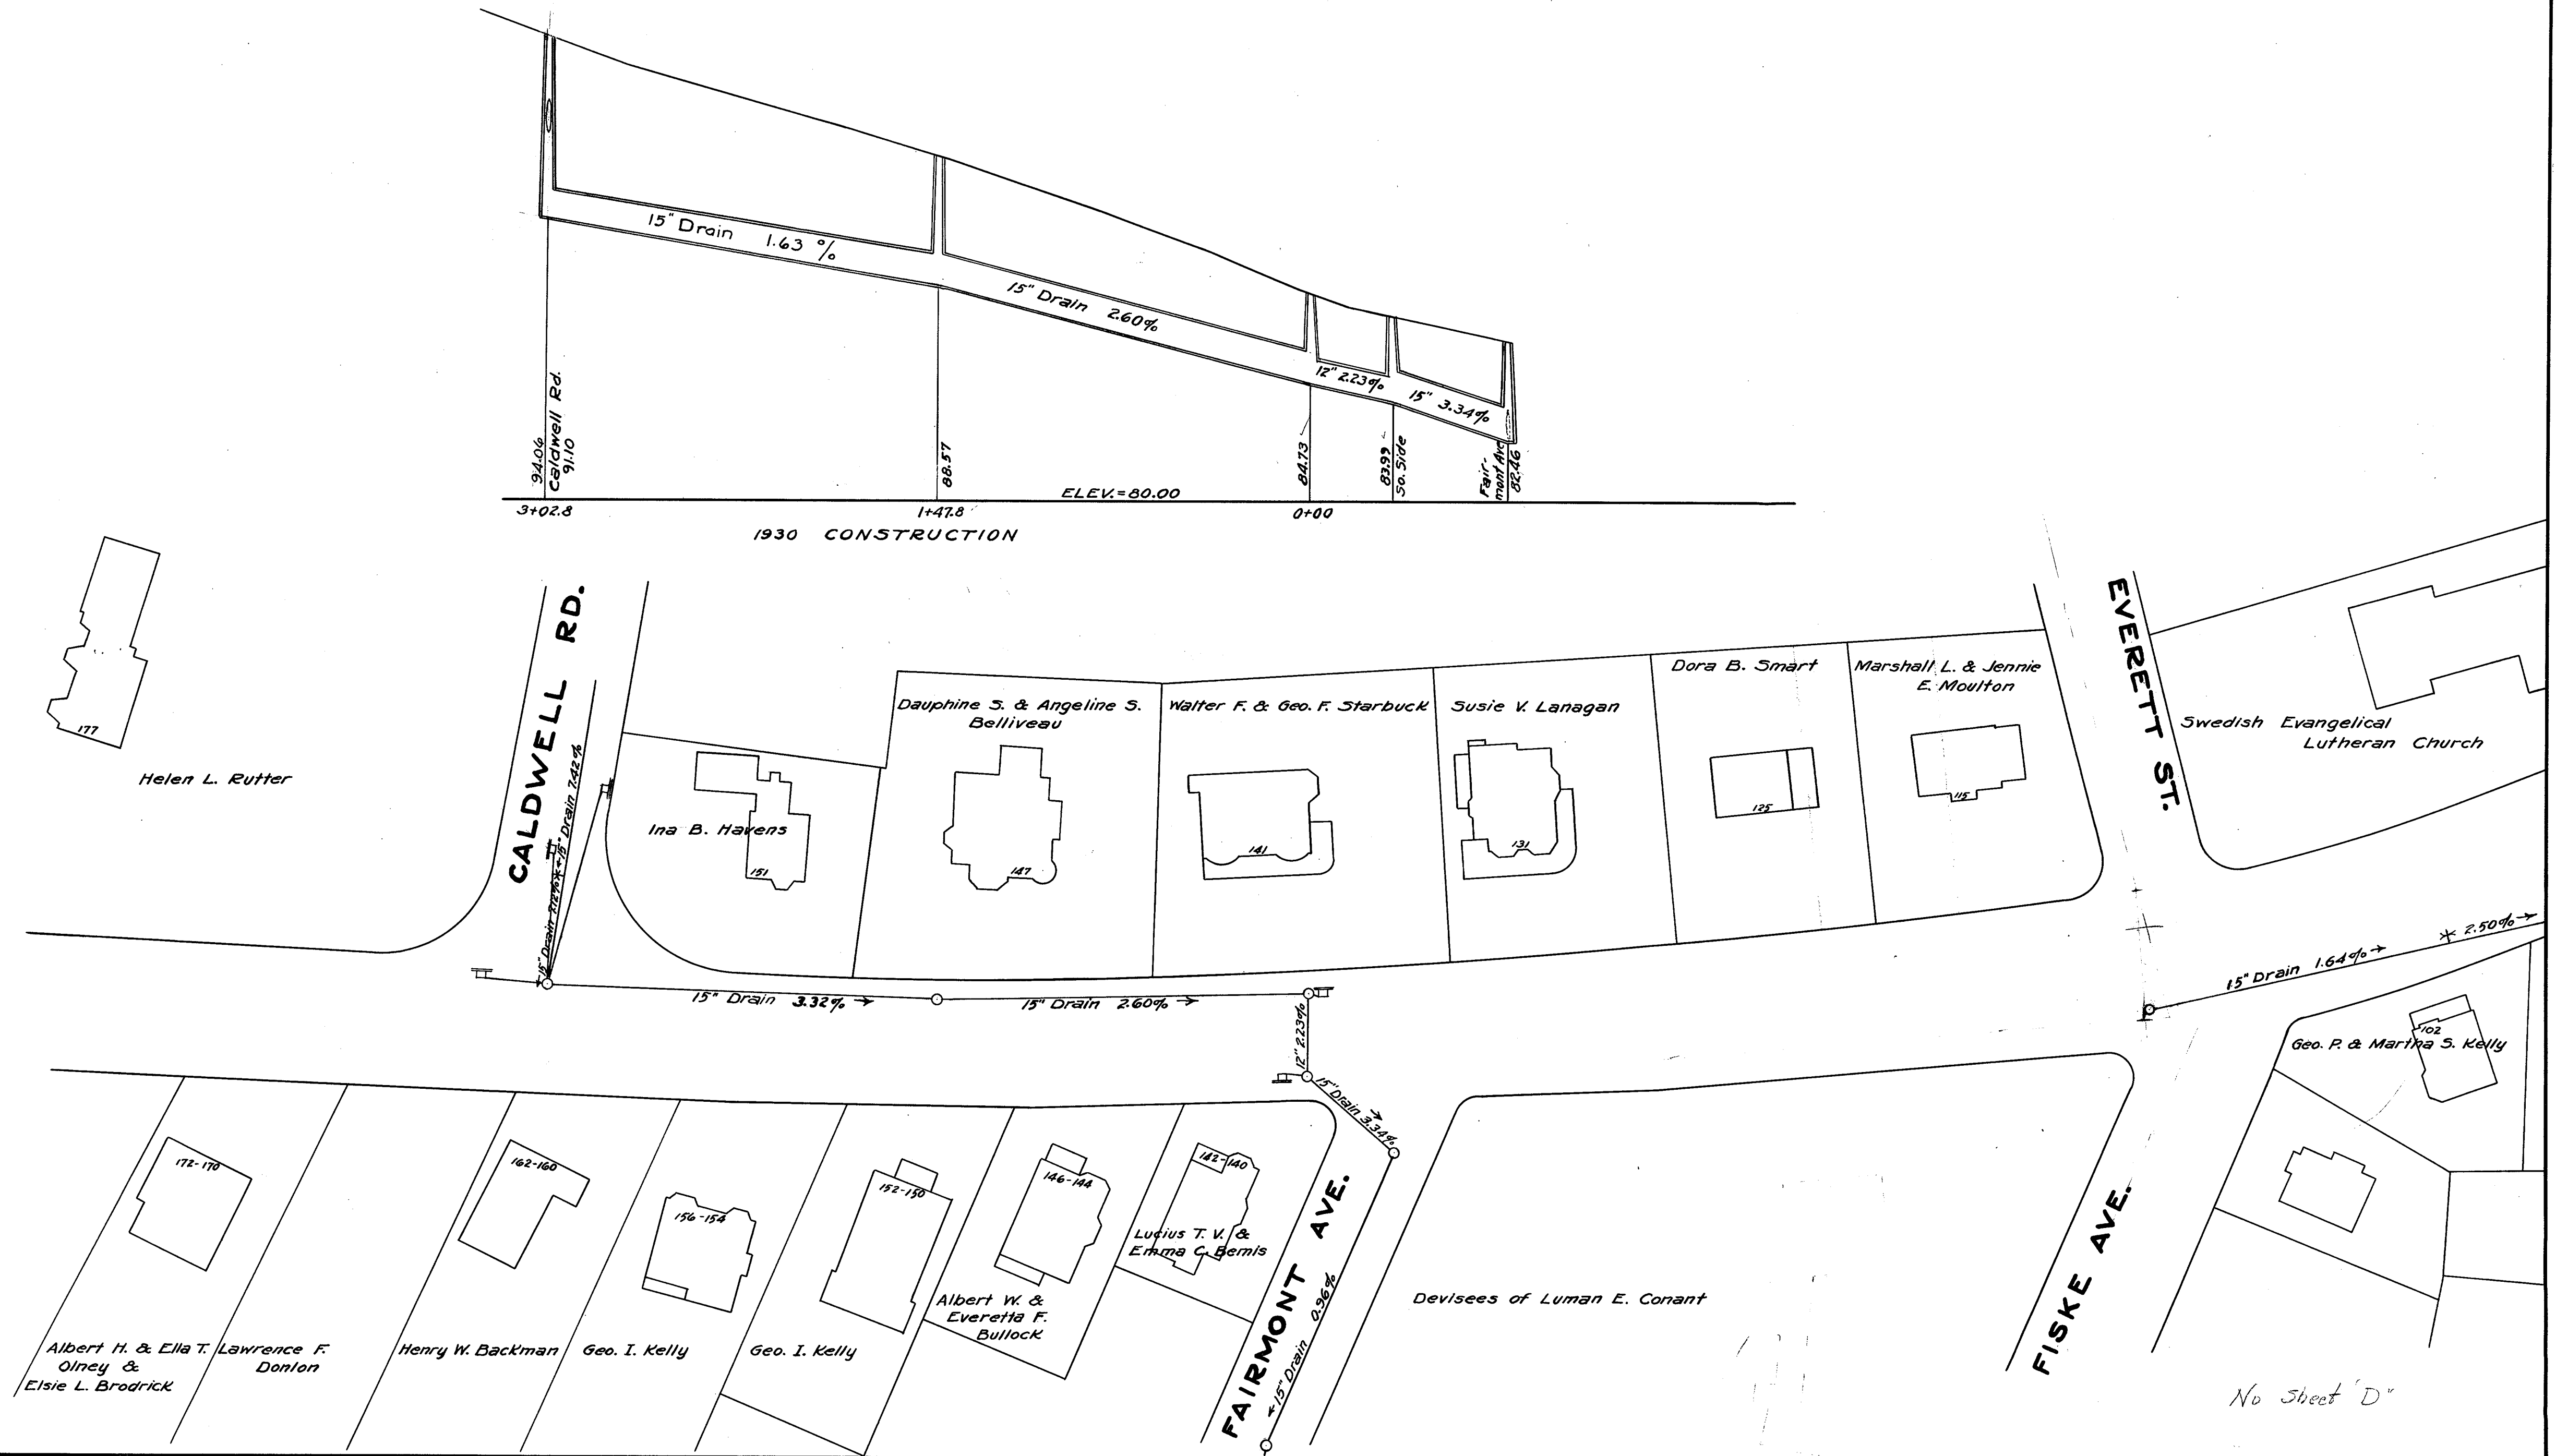 15" Drain 1.63 %
15" Drain 2.60%
12" 2.23%
15" 3.34%
94.06
Caldwell Rd.
91.10
88.57
84.73
83.99
So. Side
Fair-
mont Ave
82.46
ELEV.=80.00
3+02.8
1+47.8
0+00
1930 CONSTRUCTION
CALDWELL RD.
EVERETT ST.
177
Helen L. Rutter
15" Drain 7.42%
15" Drain 7.12%
Ina B. Havens
151
Dauphine S. & Angeline S.
Belliveau
147
Walter F. & Geo. F. Starbuck
141
Susie V. Lanagan
131
Dora B. Smart
125
Marshall L. & Jennie
E. Moulton
115
Swedish Evangelical
Lutheran Church
15" Drain 3.32%
15" Drain 2.60%
12" 2.23%
15" Drain 3.34%
15" Drain 1.64%
2.50%
102
Geo. P. & Martha S. Kelly
172-170
162-160
156-154
152-150
146-144
142-140
Albert H. & Ella T.
Olney &
Elsie L. Brodrick
Lawrence F.
Donlon
Henry W. Backman
Geo. I. Kelly
Geo. I. Kelly
Albert W. &
Everetta F.
Bullock
Lucius T. V. &
Emma C. Bemis
FAIRMONT AVE.
15" Drain 0.96%
Devisees of Luman E. Conant
FISKE AVE.
No Sheet "D"